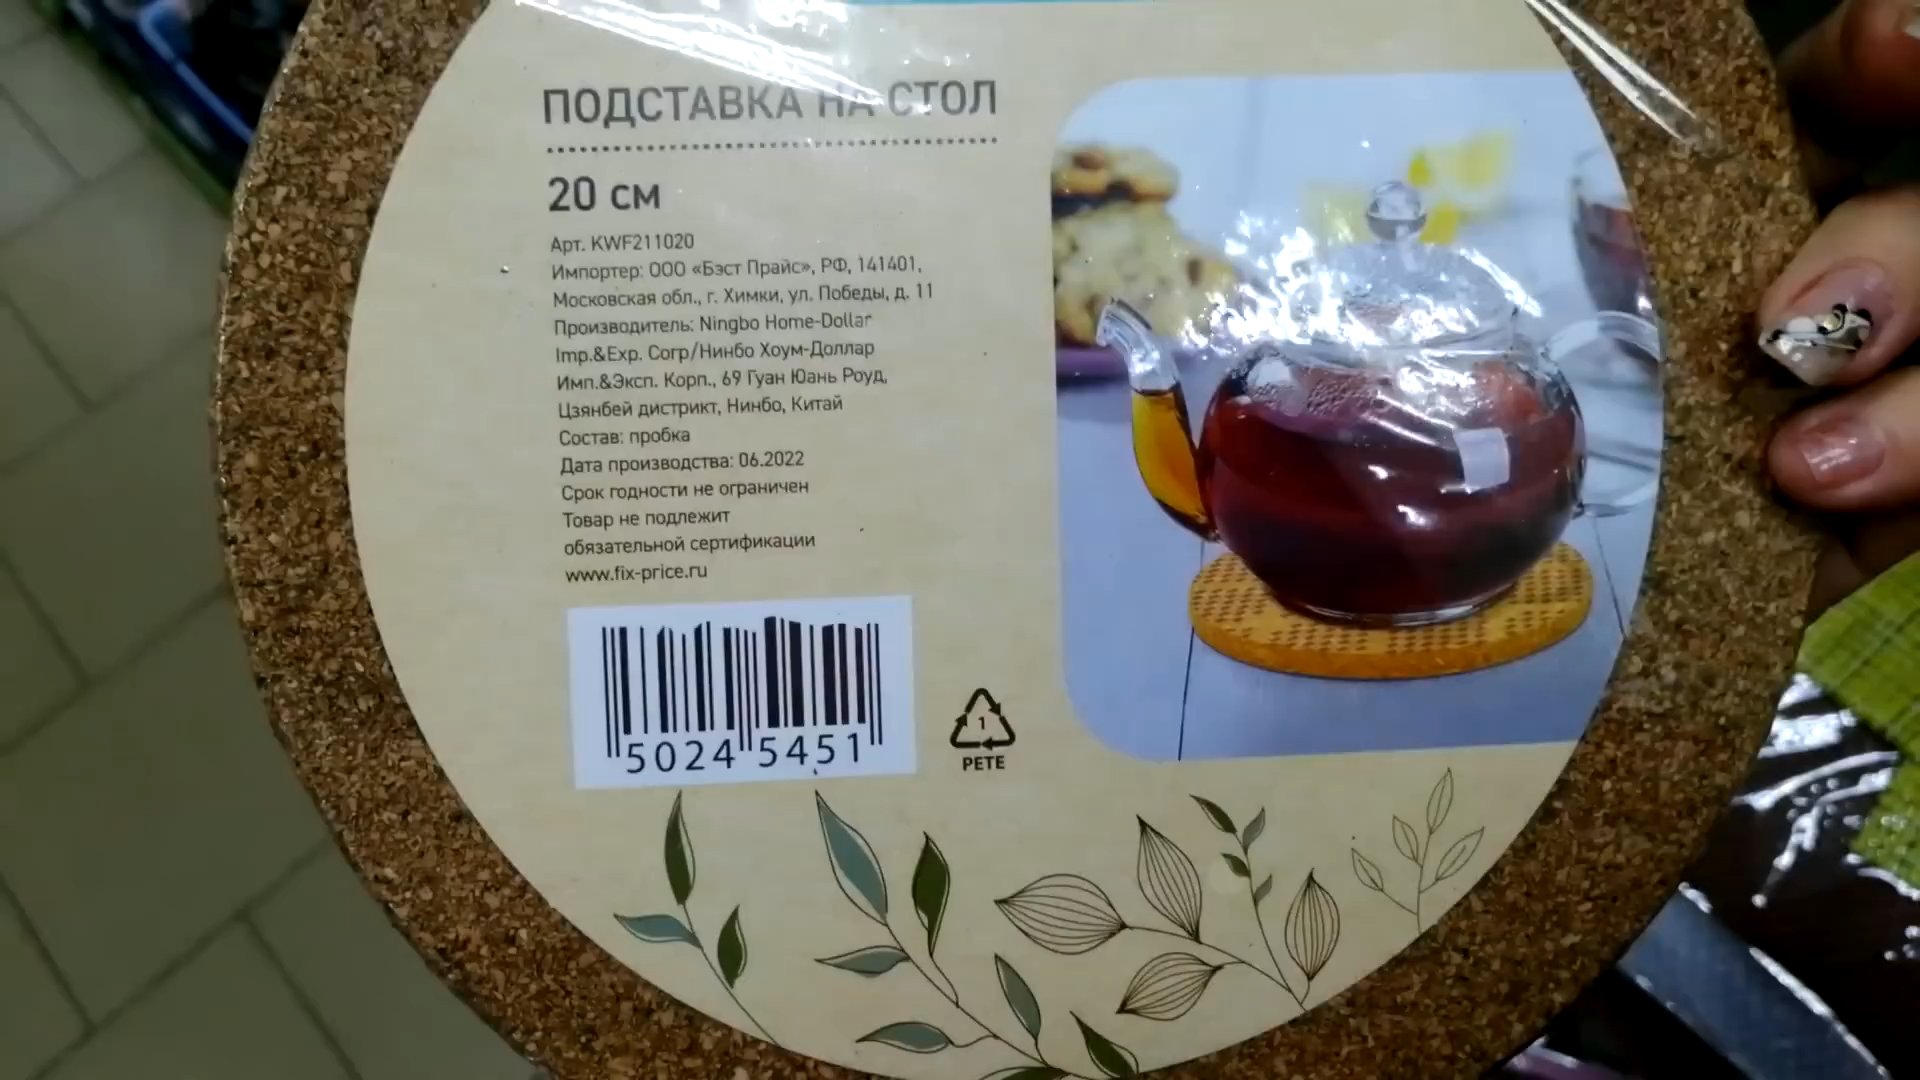 ПОДСТАВКА НА СТОЛ
20 см
Арт. KWF211020
Импортер: ООО «Бэст Прайс», РФ, 141401,
Московская обл., г. Химки, ул. Победы, д. 11
Производитель: Ningbo Home-Dollar
Imp.&Exp. Corp/Нинбо Хоум-Доллар
Имп.&Эксп. Корп., 69 Гуан Юань Роуд,
Цзянбей дистрикт, Нинбо, Китай
Состав: пробка
Дата производства: 06.2022
Срок годности не ограничен
Товар не подлежит
обязательной сертификации
www.fix-price.ru
5024 5451
1
PETE